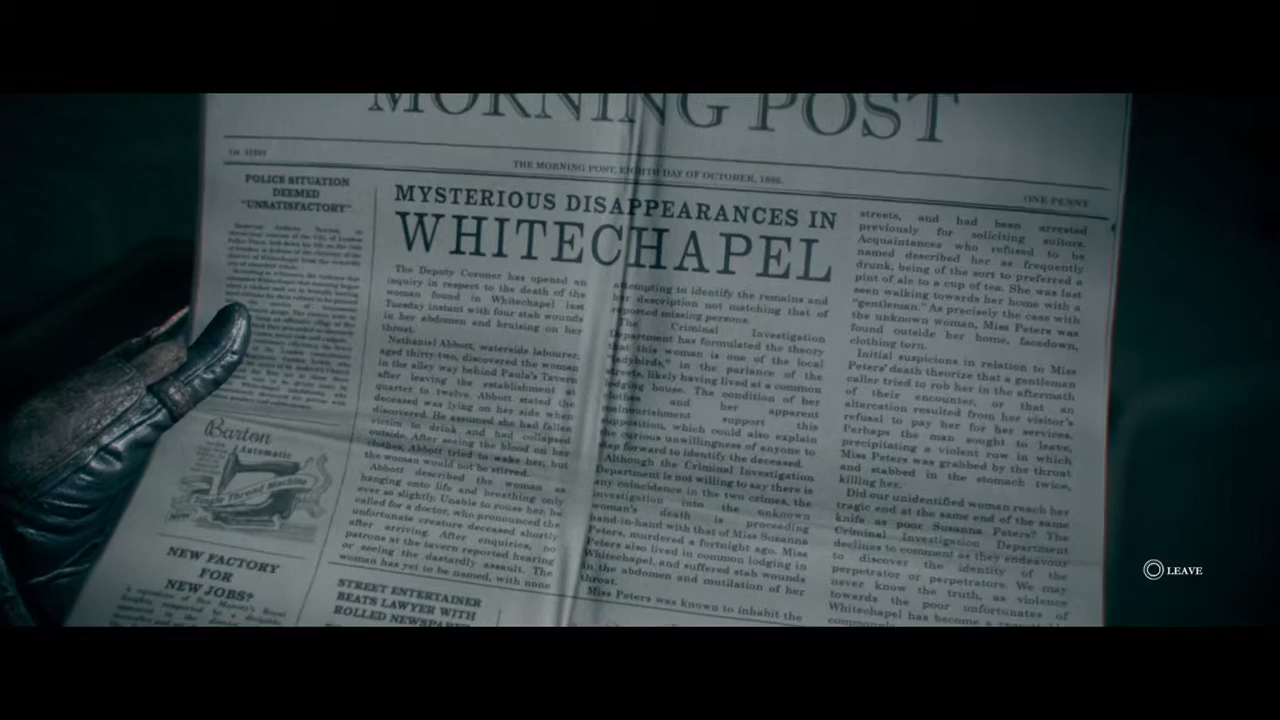 MORNING POST
THE MORNING POST, EIGHTH DAY OF OCTOBER, 1886.
ONE PENNY
POLICE SITUATION
DEEMED
"UNSATISFACTORY"
Barton
Automatic
Single Thread Machine
NEW FACTORY
FOR
NEW JOBS?
MYSTERIOUS DISAPPEARANCES IN
WHITECHAPEL
The Deputy Coroner has opened an
inquiry in respect to the death of the
woman found in Whitechapel last
Tuesday instant with four stab wounds
in her abdomen and bruising on her
throat.
Nethaniel Abbott, waterside labourer,
aged thirty-two, discovered the woman
in the alley way behind Paula's Tavern
after leaving the establishment at
quarter to twelve. Abbott stated the
deceased was lying on her side when
discovered. He assumed she had fallen
victim to drink and had collapsed
outside. After seeing the blood on her
clothes, Abbott tried to wake her, but
the woman would not be stirred.
Abbott described the woman as
hanging onto life and breathing only
ever so slightly. Unable to rouse her, he
called for a doctor, who pronounced the
unfortunate creature deceased shortly
after arriving. After enquiries, no
patrons at the tavern reported hearing
or seeing the dastardly assault. The
woman has yet to be named, with none
attempting to identify the remains and
her description not matching that of
reported missing persons.
The Criminal Investigation
Department has formulated the theory
that this woman is one of the local
"ladybirds," in the parlance of the
streets, likely having lived at a common
lodging house. The condition of her
clothes and her apparent
malnourishment support this
supposition, which could also explain
the curious unwillingness of anyone to
step forward to identify the deceased.
Although the Criminal Investigation
Department is not willing to say there is
any coincidence in the two crimes, the
investigation into the unknown
woman's death is proceeding
hand-in-hand with that of Miss Susanna
Peters, murdered a fortnight ago. Miss
Peters also lived in common lodging in
Whitechapel, and suffered stab wounds
in the abdomen and mutilation of her
throat.
Miss Peters was known to inhabit the
streets, and had been arrested
previously for soliciting suitors.
Acquaintances who refused to be
named described her as frequently
drunk, being of the sort to preferred a
pint of ale to a cup of tea. She was last
seen walking towards her home with a
"gentleman." As precisely the case with
the unknown woman, Miss Peters was
found outside her home, facesdown,
clothing torn.
Initial suspicions in relation to Miss
Peters' death theorize that a gentleman
caller tried to rob her in the aftermath
of their encounter, or that an
altercation resulted from her visitor's
refusal to pay her for her services.
Perhaps the man sought to leave,
precipitating a violent row in which
Miss Peters was grabbed by the throat
and stabbed in the stomach twice,
killing her.
Did our unidentified woman reach her
tragic end at the same end of the same
knife as poor Susanna Peters? The
Criminal Investigation Department
declines to comment as they endeavour
to discover the identity of the
perpetrator or perpetrators. We may
never know the truth, as violence
towards the poor unfortunates of
Whitechapel has become a
STREET ENTERTAINER
BEATS LAWYER WITH
ROLLED NEWSPAPER
LEAVE